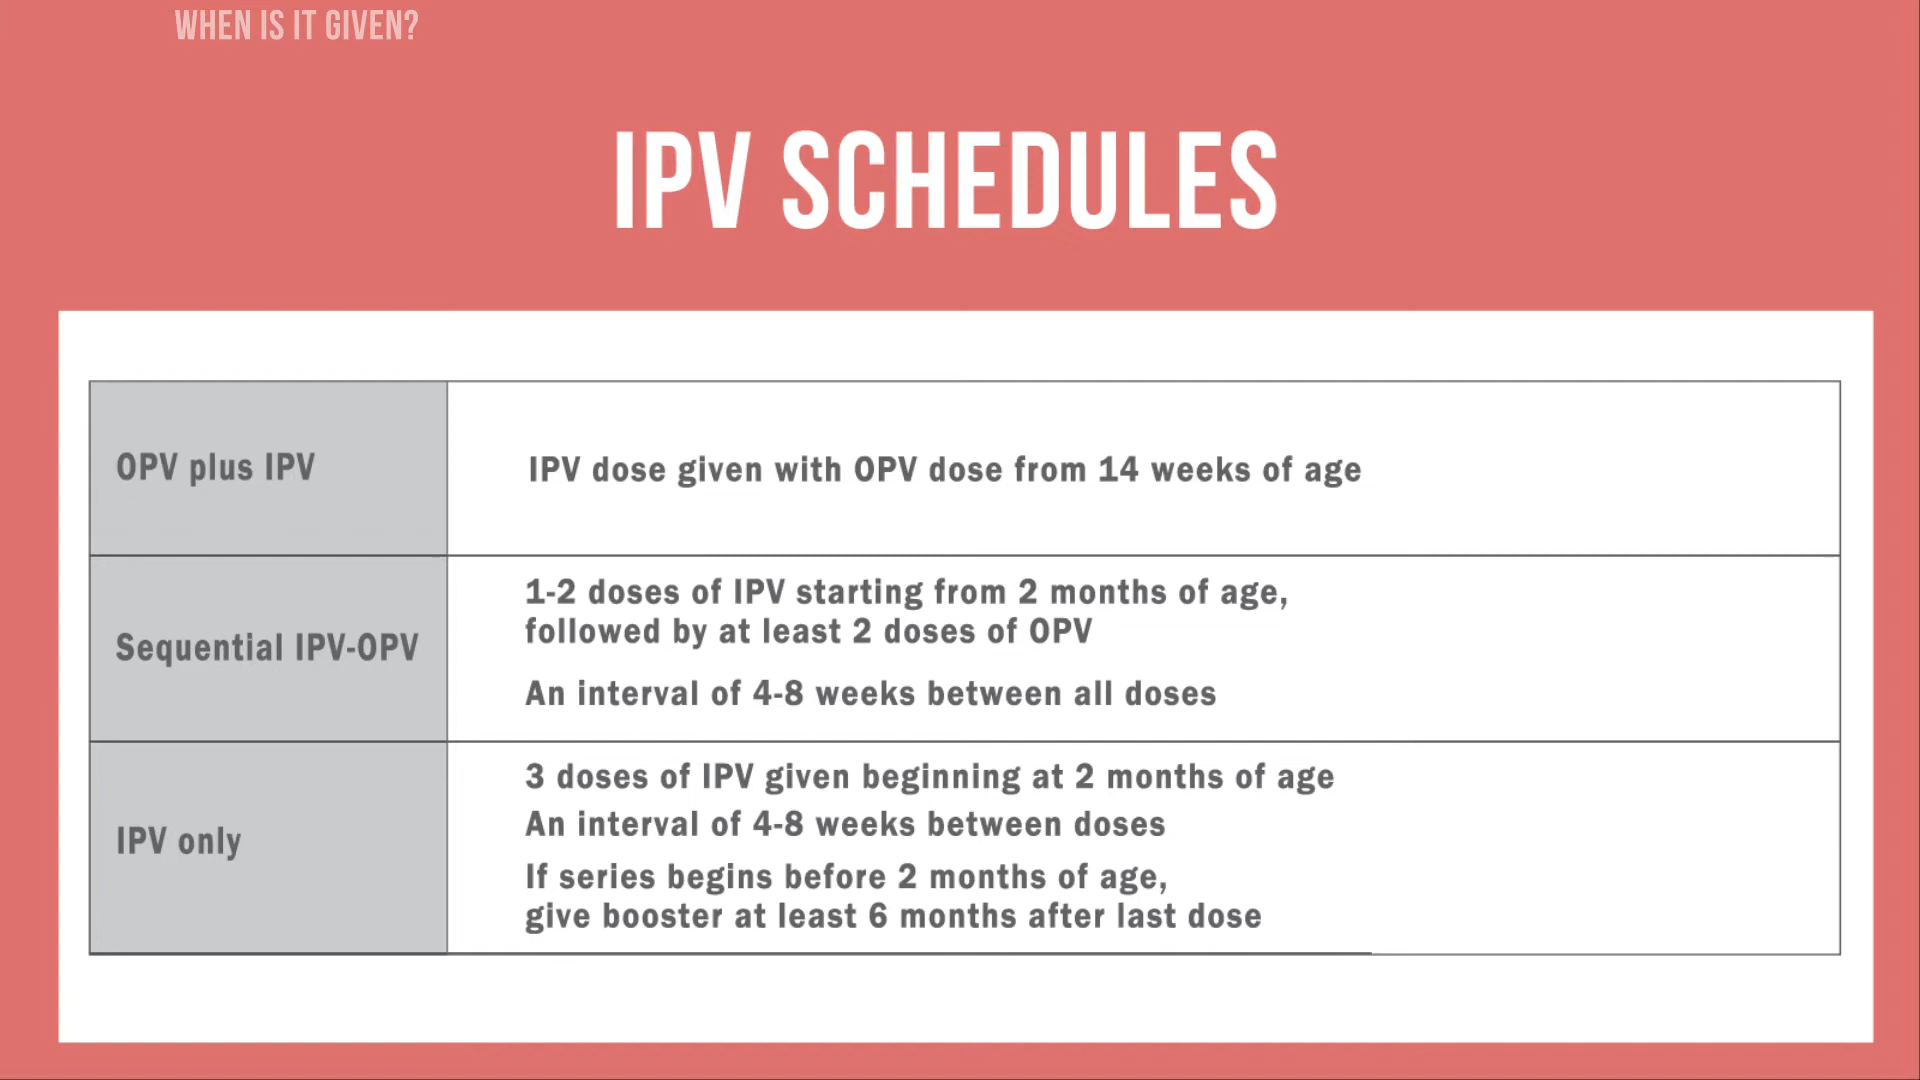 WHEN IS IT GIVEN?
IPV SCHEDULES
OPV plus IPV
IPV dose given with OPV dose from 14 weeks of age
Sequential IPV-OPV
1-2 doses of IPV starting from 2 months of age,
followed by at least 2 doses of OPV
An interval of 4-8 weeks between all doses
IPV only
3 doses of IPV given beginning at 2 months of age
An interval of 4-8 weeks between doses
If series begins before 2 months of age,
give booster at least 6 months after last dose